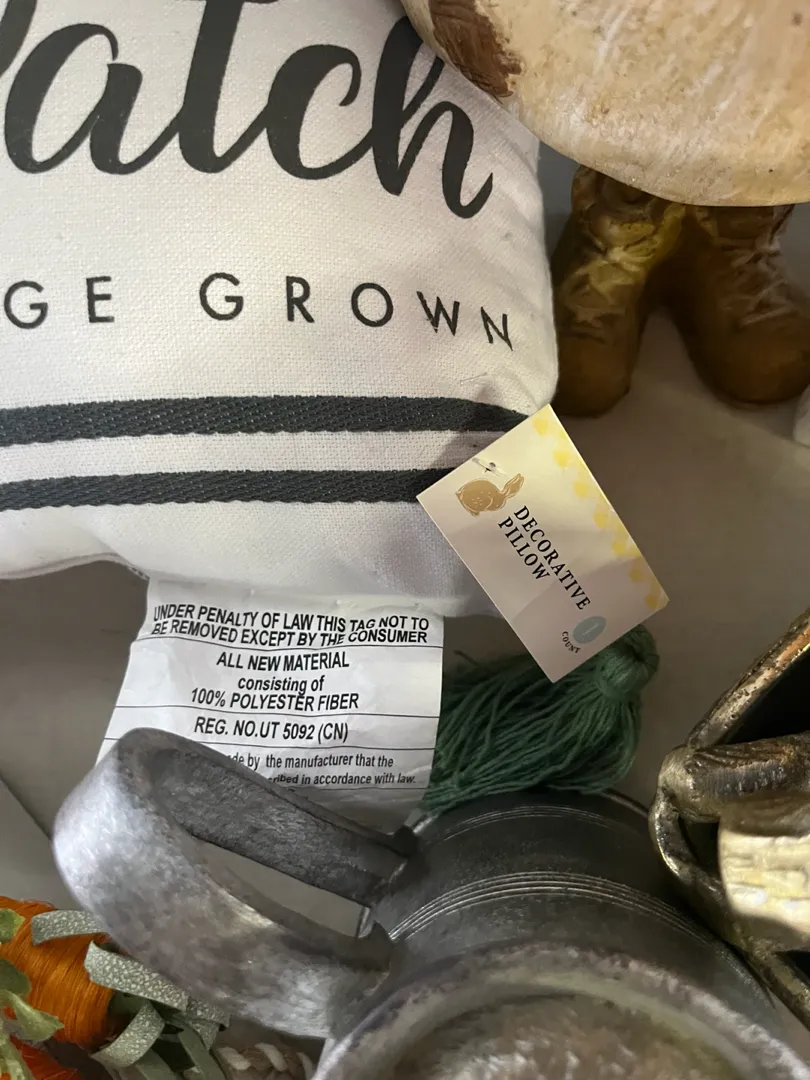 atch
GE GROWN
DECORATIVE
PILLOW
COUNT
UNDER PENALTY OF LAW THIS TAG NOT TO
BE REMOVED EXCEPT BY THE CONSUMER
ALL NEW MATERIAL
consisting of
100% POLYESTER FIBER
REG. NO.UT 5092 (CN)
de by the manufacturer that the
cribed in accordance with law.